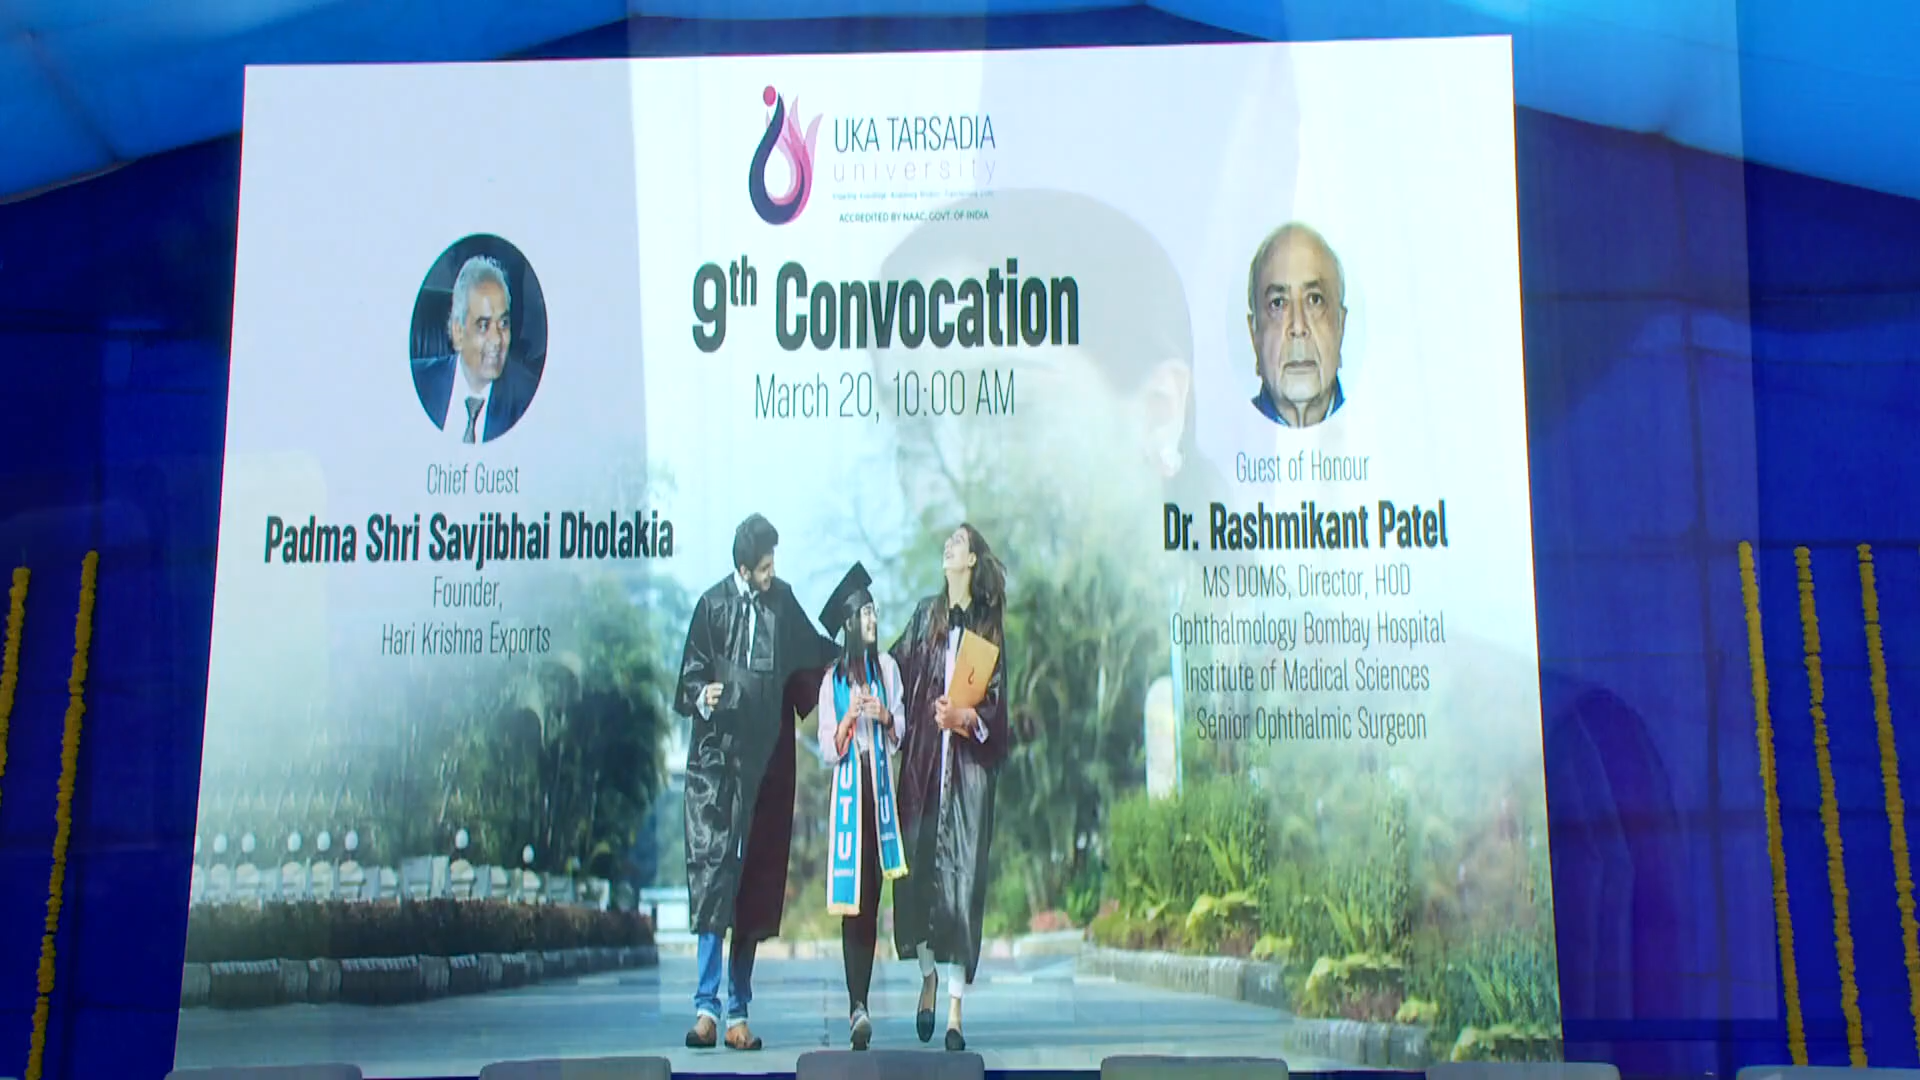 UKA TARSADIA
university
ACCREDITED BY NAAC, GOVT. OF INDIA
9th Convocation
March 20, 10:00 AM
Chief Guest
Padma Shri Savjibhai Dholakia
Founder,
Hari Krishna Exports
Guest of Honour
Dr. Rashmikant Patel
MS DOMS, Director, HOD
Ophthalmology Bombay Hospital
Institute of Medical Sciences
Senior Ophthalmic Surgeon
UTU